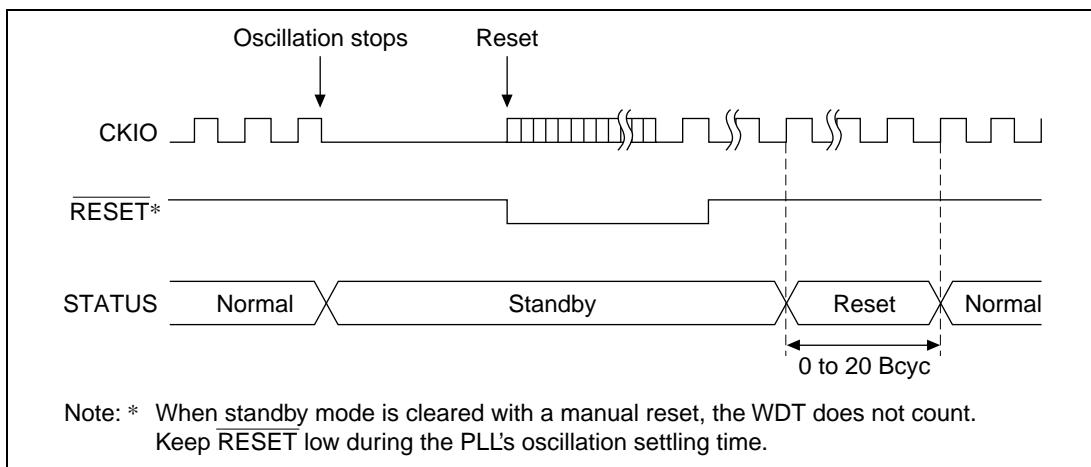 Oscillation stops Reset
CKIO
RESET*
STATUS Normal Standby Reset Normal
0 to 20 Bcyc
Note: * When standby mode is cleared with a manual reset, the WDT does not count.
Keep RESET low during the PLL's oscillation settling time.